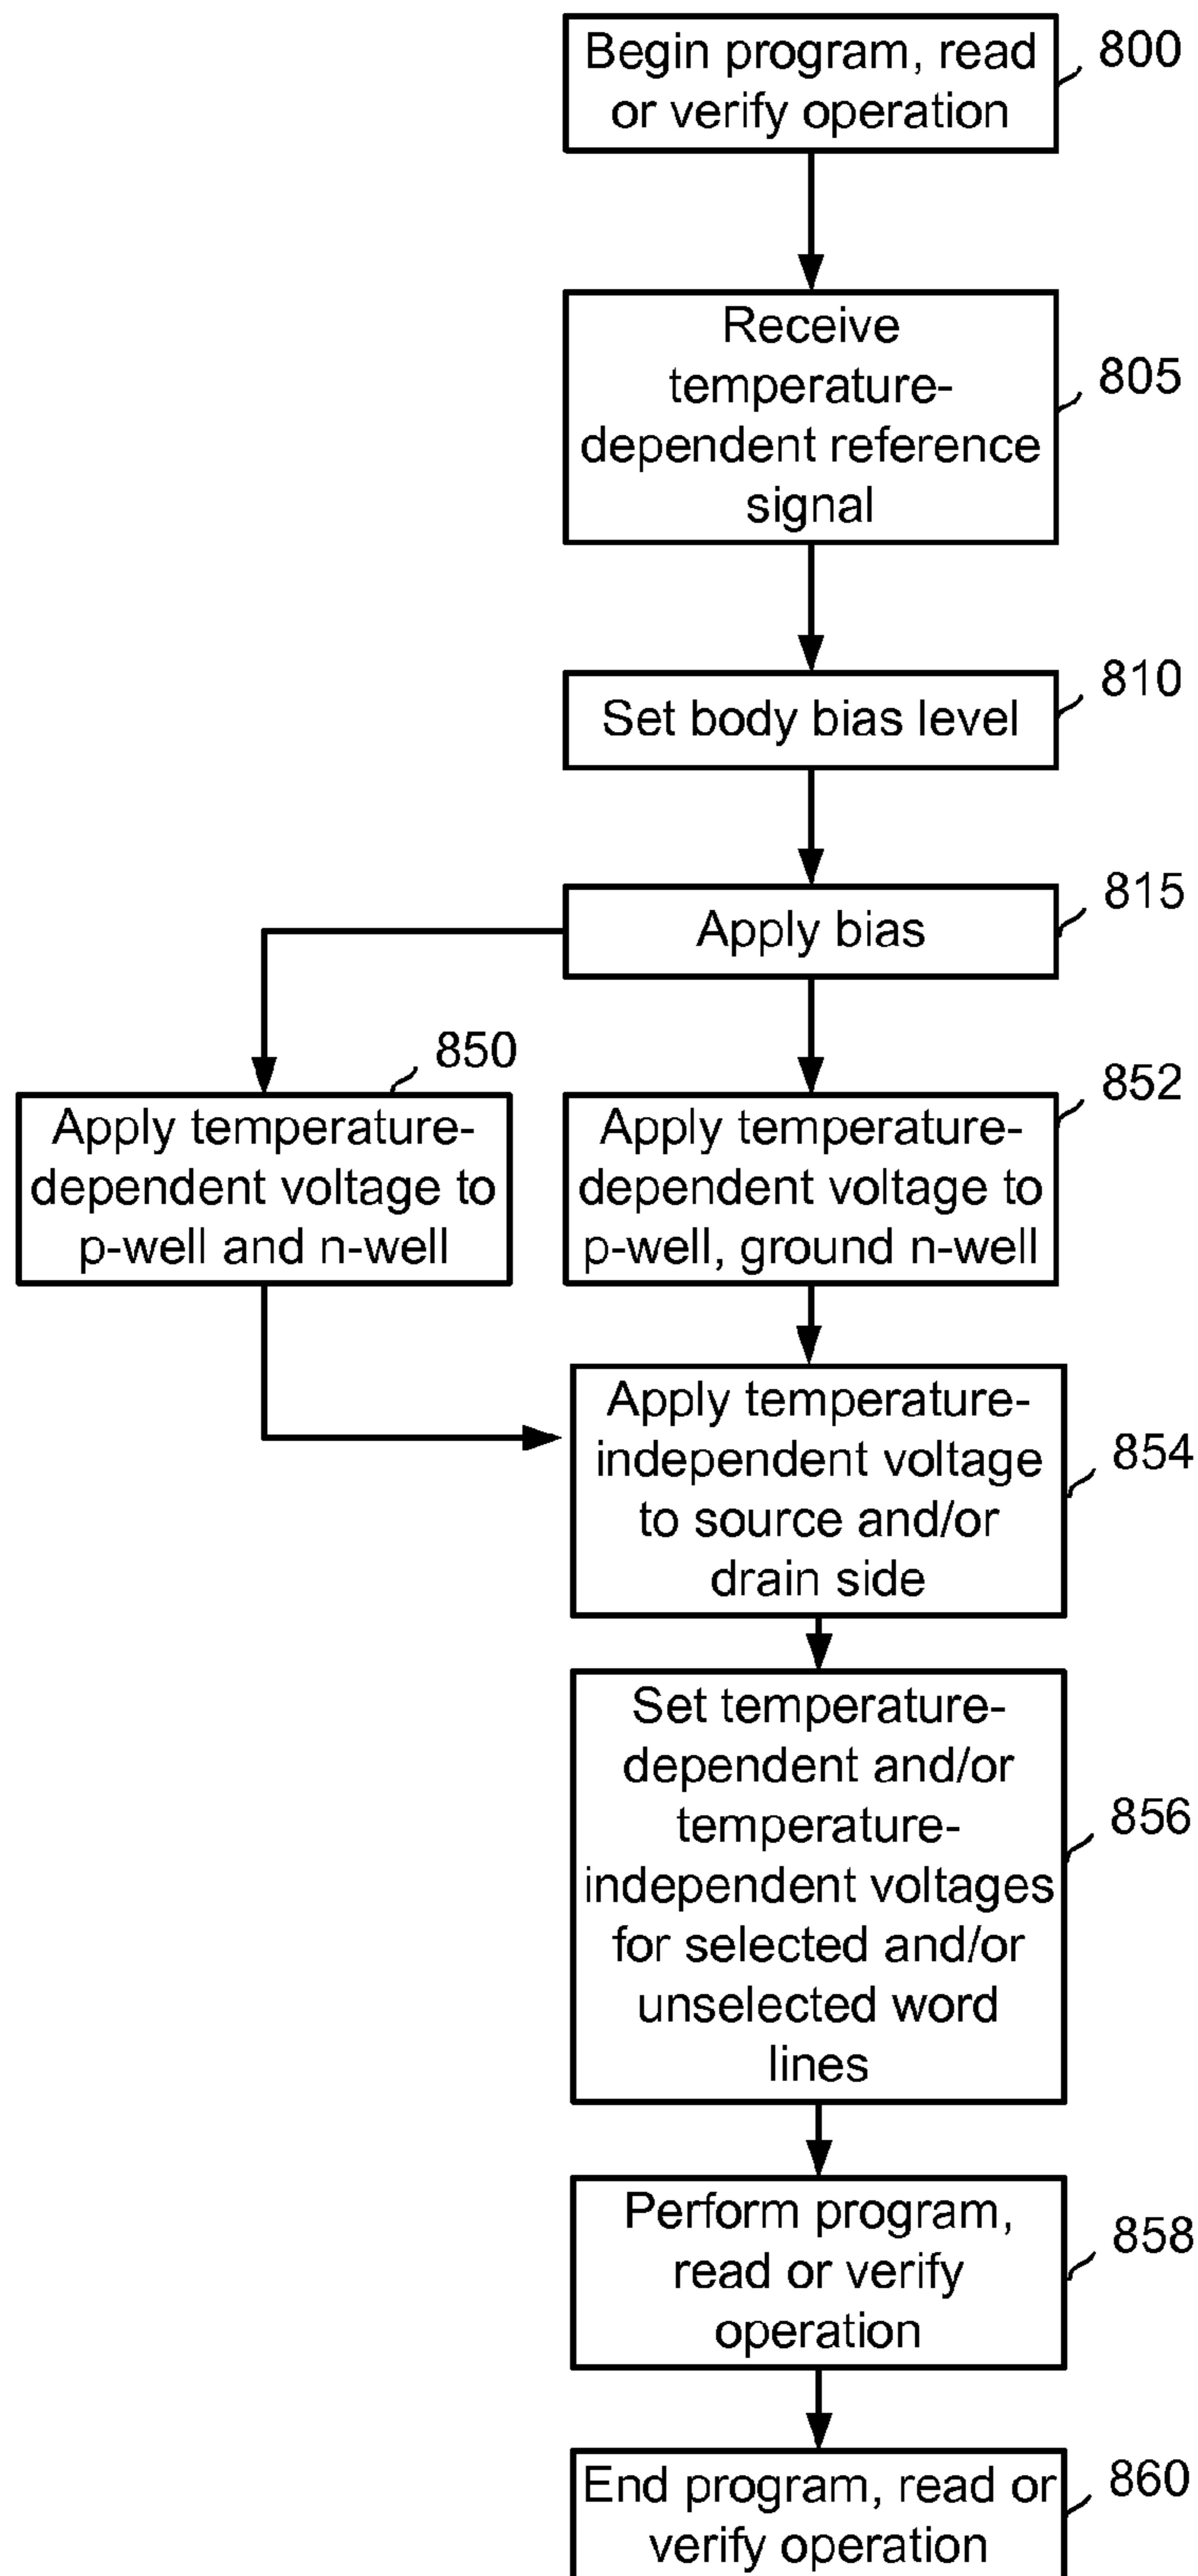 Begin program, read
or verify operation
800
Receive
temperature-
dependent reference
signal
805
Set body bias level
810
Apply bias
815
850
Apply temperature-
dependent voltage to
p-well and n-well
852
Apply temperature-
dependent voltage to
p-well, ground n-well
Apply temperature-
independent voltage
to source and/or
drain side
854
Set temperature-
dependent and/or
temperature-
independent voltages
for selected and/or
unselected word
lines
856
Perform program,
read or verify
operation
858
End program, read or
verify operation
860